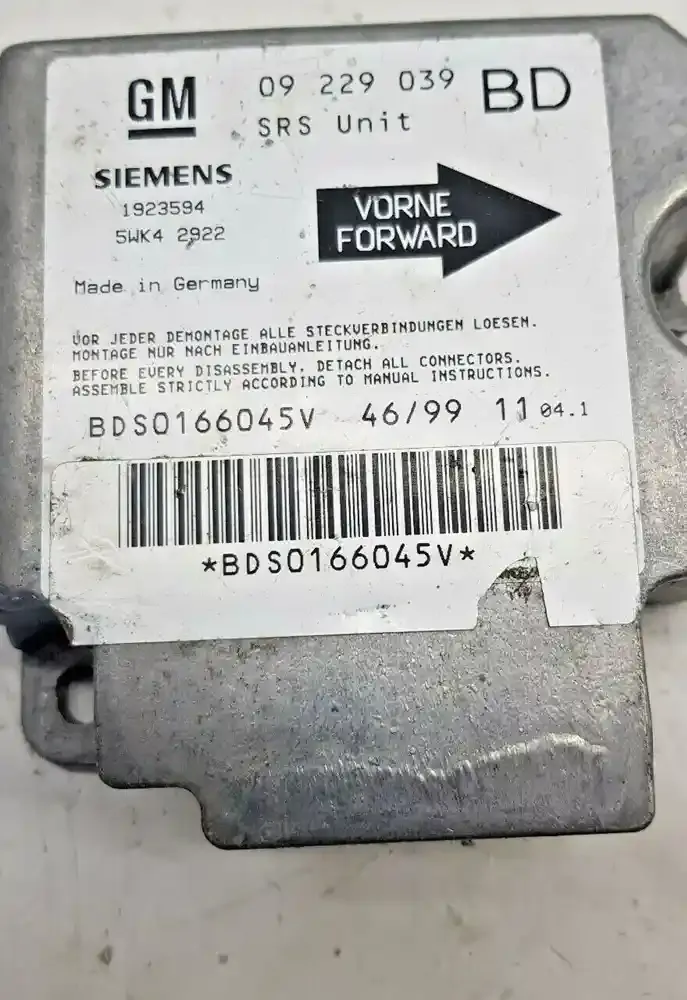 GM 09 229 039 BD
SRS Unit
SIEMENS
1923594
5WK4 2922
VORNE
FORWARD
Made in Germany
VOR JEDER DEMONTAGE ALLE STECKVERBINDUNGEN LOESEN.
MONTAGE NUR NACH EINBAUANLEITUNG.
BEFORE EVERY DISASSEMBLY, DETACH ALL CONNECTORS.
ASSEMBLE STRICTLY ACCORDING TO MANUAL INSTRUCTIONS.
BDS0166045V 46/99 11 04.1
*BDS0166045V*